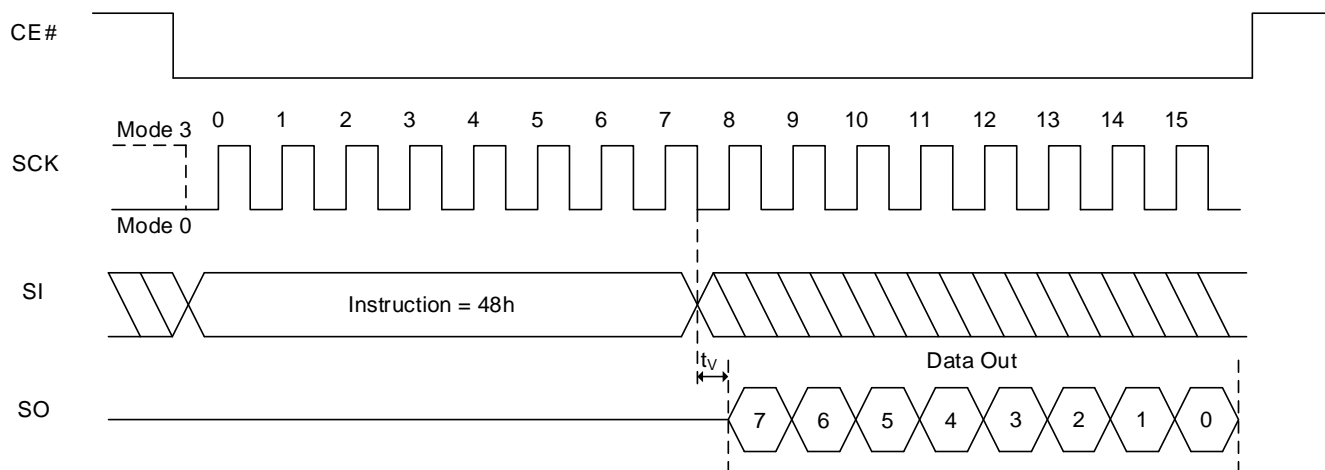 CE#
0 1 2 3 4 5 6 7 8 9 10 11 12 13 14 15
Mode 3
SCK
Mode 0
SI
Instruction = 48h
tV
Data Out
SO
7 6 5 4 3 2 1 0